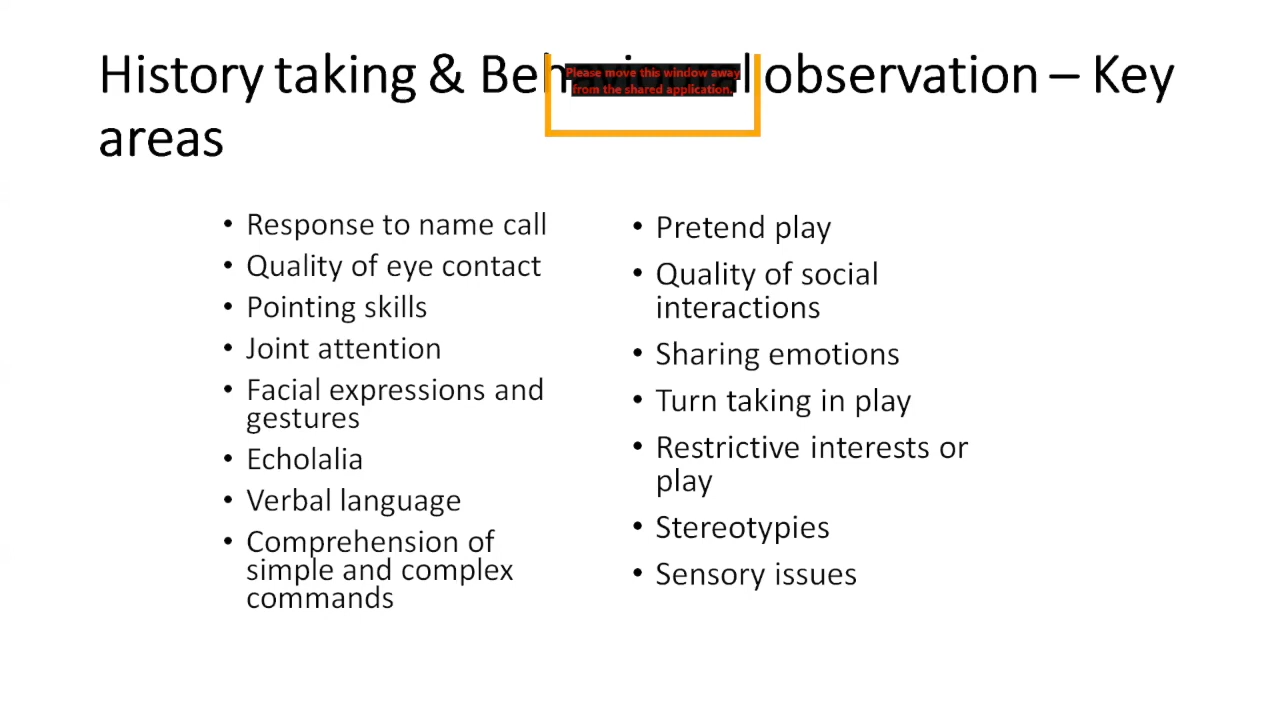 History taking & Beh l observation – Key
areas
Please move this window away
from the shared application.
• Response to name call
• Quality of eye contact
• Pointing skills
• Joint attention
• Facial expressions and
gestures
• Echolalia
• Verbal language
• Comprehension of
simple and complex
commands
• Pretend play
• Quality of social
interactions
• Sharing emotions
• Turn taking in play
• Restrictive interests or
play
• Stereotypies
• Sensory issues